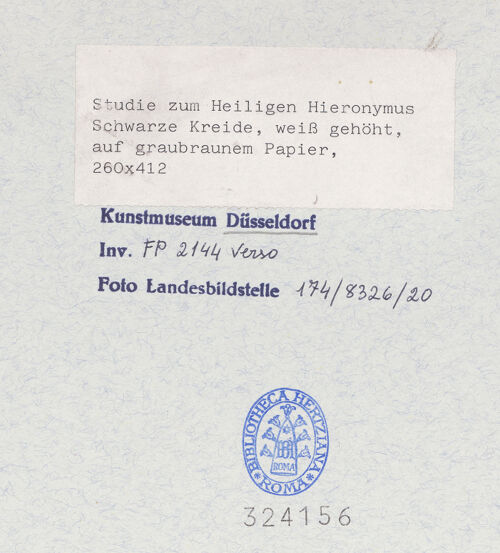 Studie zum Heiligen Hieronymus
Schwarze Kreide, weiß gehöht,
auf graubraunem Papier,
260x412
Kunstmuseum Düsseldorf
Inv. FP 2144 Verso
Foto Landesbildstelle 174/8326/20
BIBLIOTHECA HERTZIANA
ROMA
ROMA
324156